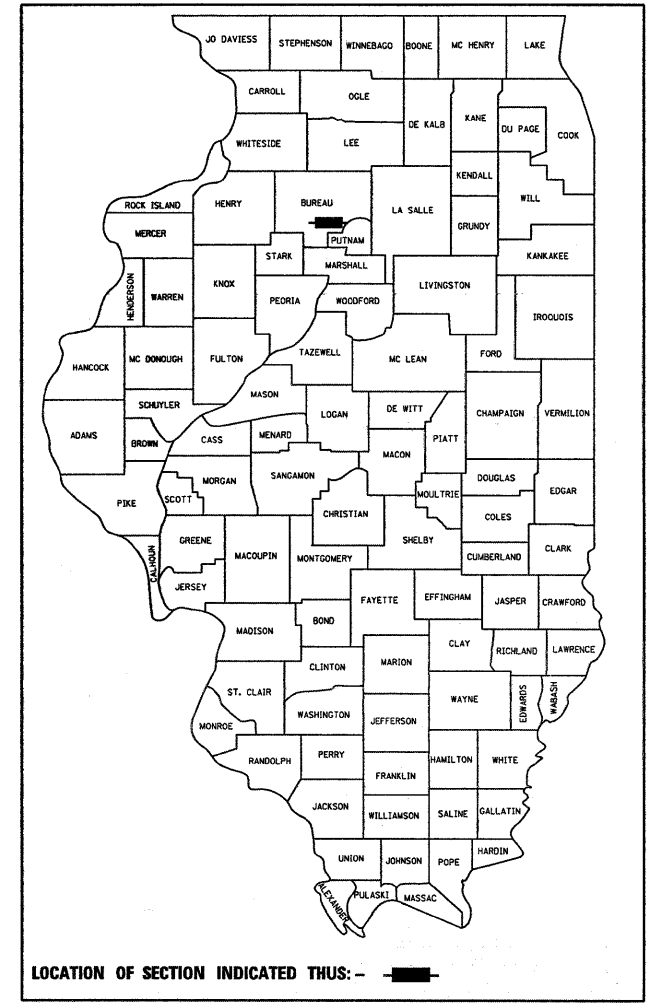 JO DAVIESS STEPHENSON WINNEBAGO BOONE MC HENRY LAKE
CARROLL OGLE DE KALB KANE DU PAGE COOK
WHITESIDE LEE
KENDALL
ROCK ISLAND HENRY BUREAU LA SALLE WILL
GRUNDY
MERCER PUTNAM
STARK MARSHALL KANKAKEE
HENDERSON WARREN KNOX PEORIA WOODFORD LIVINGSTON IROQUOIS
HANCOCK MC DONOUGH FULTON TAZEWELL MC LEAN FORD
MASON
SCHUYLER LOGAN DE WITT CHAMPAIGN VERMILION
ADAMS BROWN CASS MENARD PIATT
MACON
SCOTT MORGAN SANGAMON DOUGLAS
PIKE MOULTRIE EDGAR
CHRISTIAN COLES
GREENE MACOUPIN MONTGOMERY SHELBY CUMBERLAND CLARK
CALHOUN JERSEY
FAYETTE EFFINGHAM JASPER CRAWFORD
MADISON BOND
CLAY RICHLAND LAWRENCE
CLINTON MARION
ST. CLAIR WAYNE EDWARDS WABASH
MONROE WASHINGTON JEFFERSON
RANDOLPH PERRY HAMILTON WHITE
FRANKLIN
JACKSON WILLIAMSON SALINE GALLATIN
UNION JOHNSON POPE HARDIN
ALEXANDER PULASKI MASSAC
LOCATION OF SECTION INDICATED THUS: –